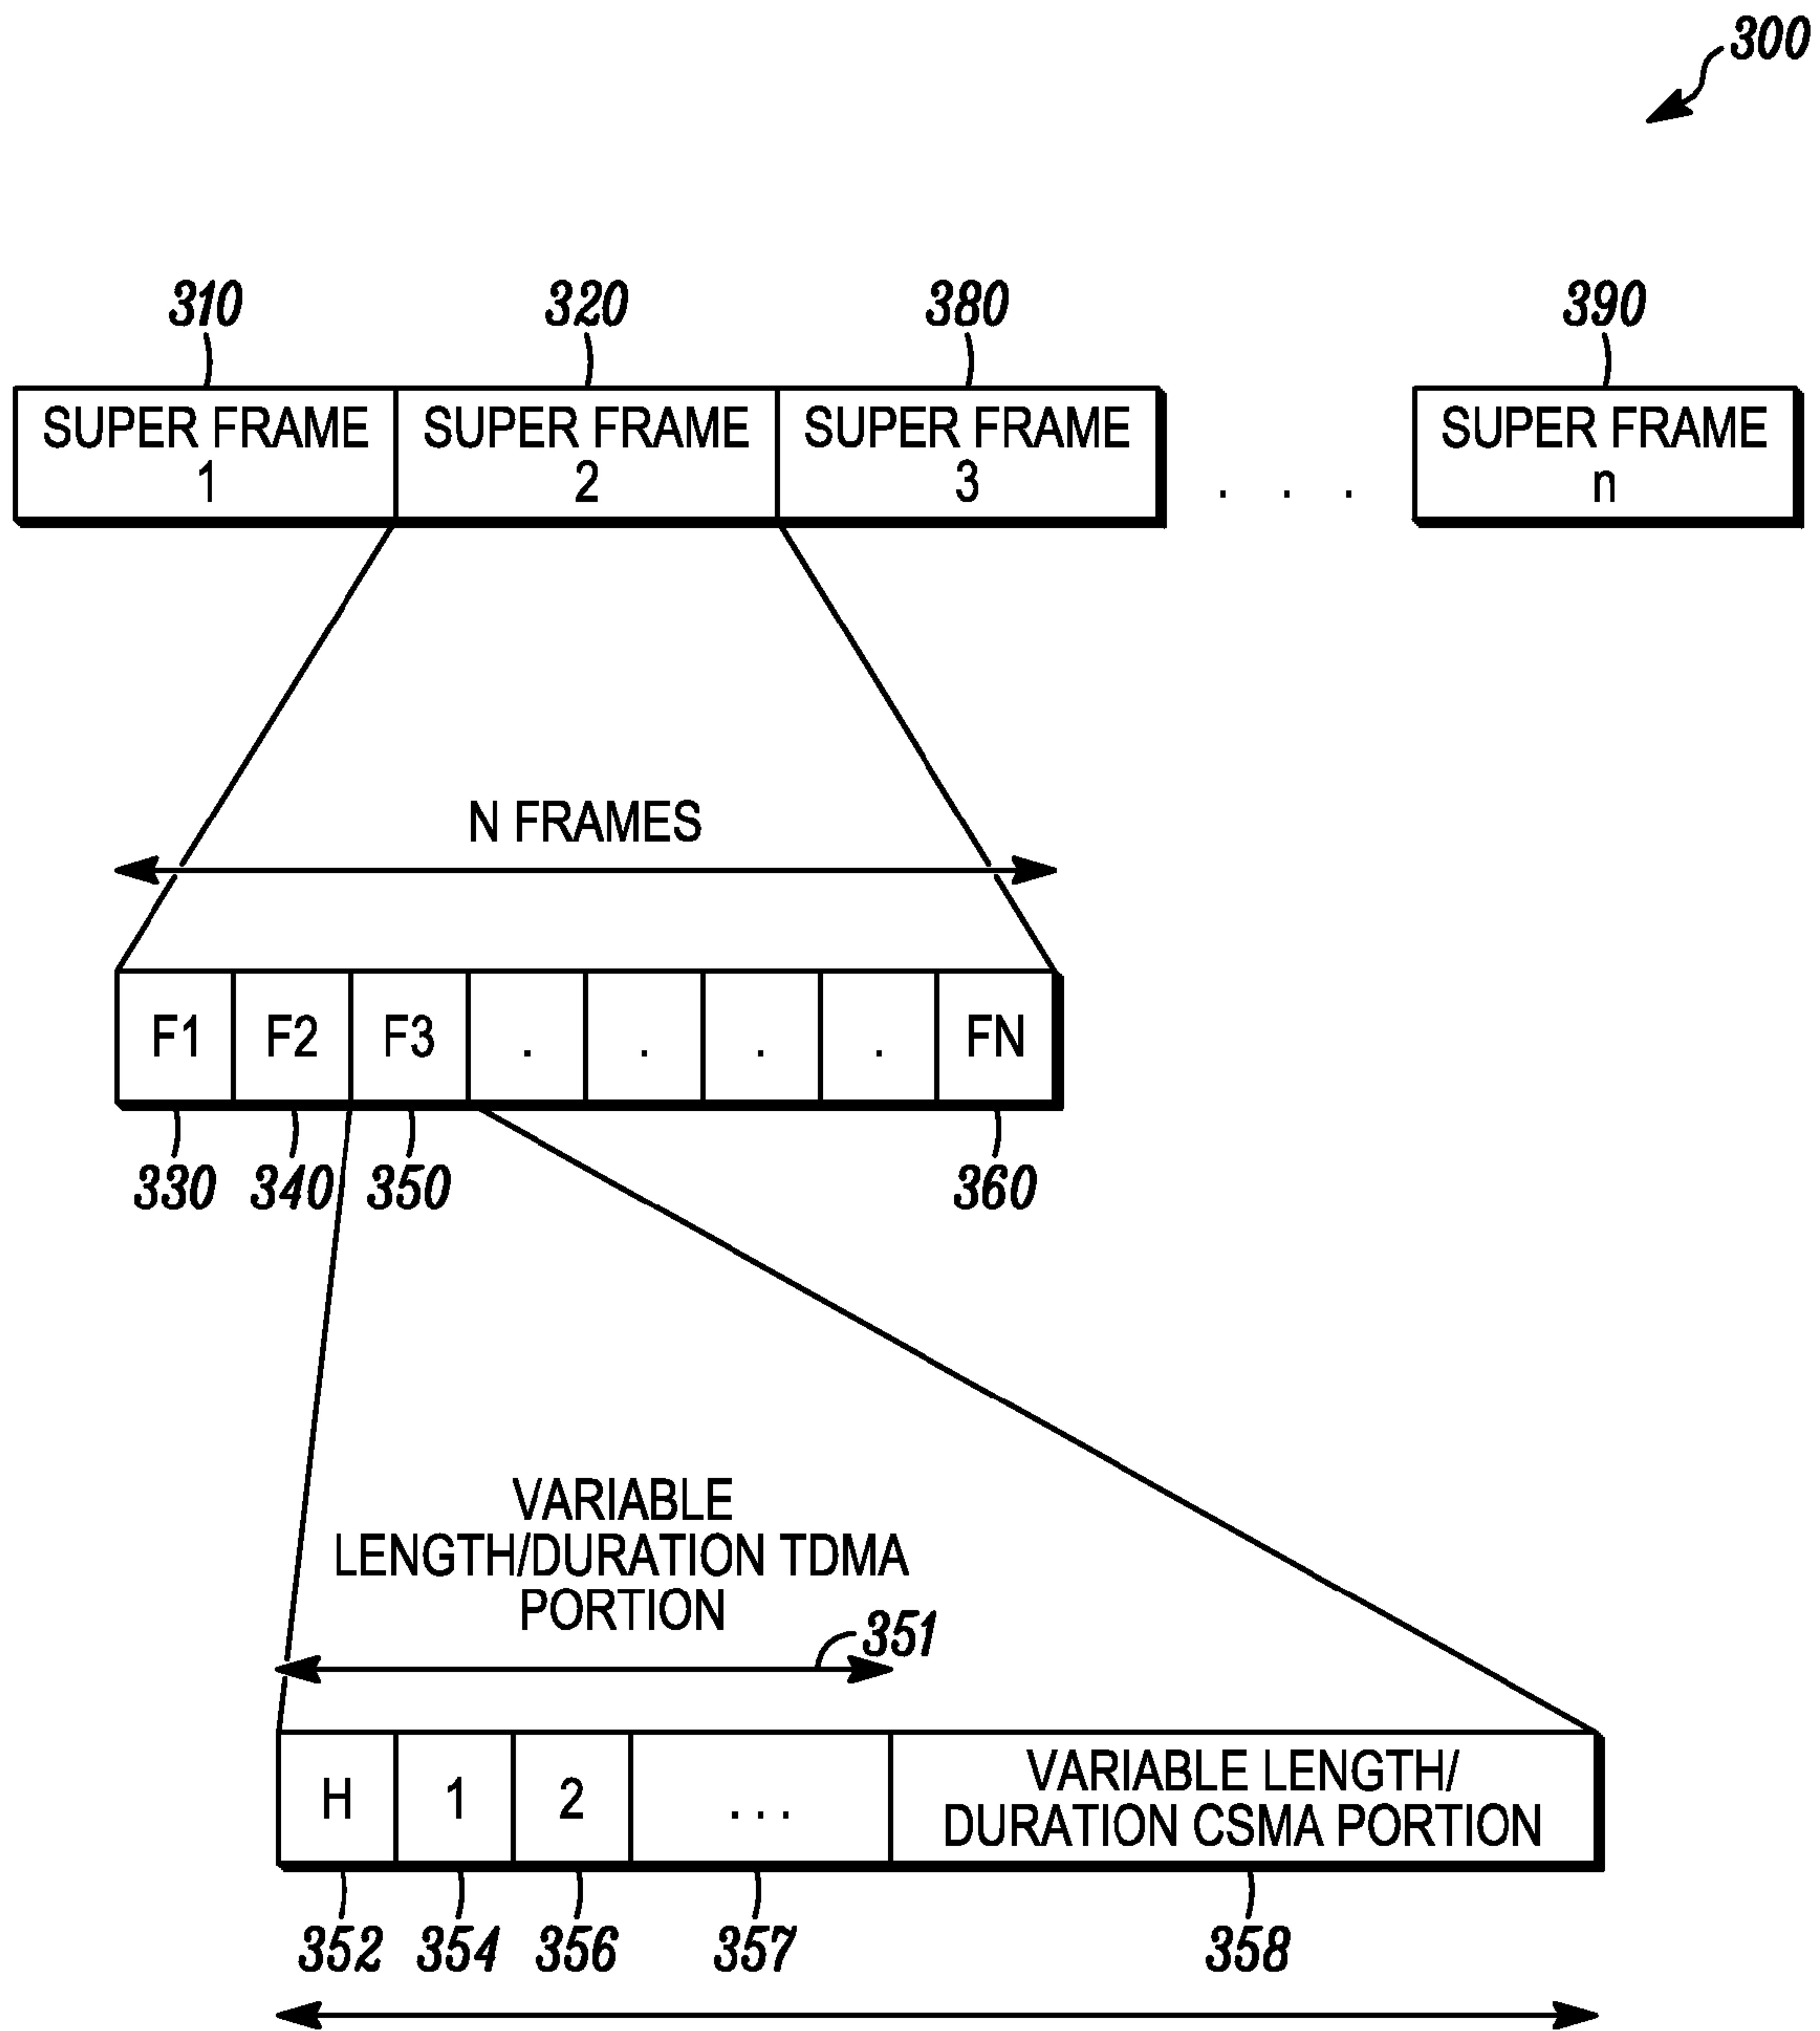 300
310 320 380 390
SUPER FRAME SUPER FRAME SUPER FRAME SUPER FRAME
1 2 3 . . . n
N FRAMES
F1 F2 F3 . . . . FN
330 340 350 360
VARIABLE
LENGTH/DURATION TDMA
PORTION
351
H 1 2 ... VARIABLE LENGTH/
DURATION CSMA PORTION
352 354 356 357 358